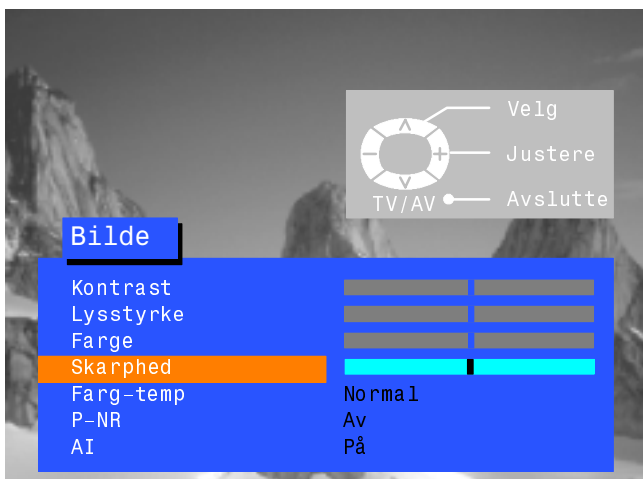 Velg
Justere
TV/AV Avslutte
Bilde
Kontrast
Lysstyrke
Farge
Skarphed
Farg-temp Normal
P-NR Av
AI På